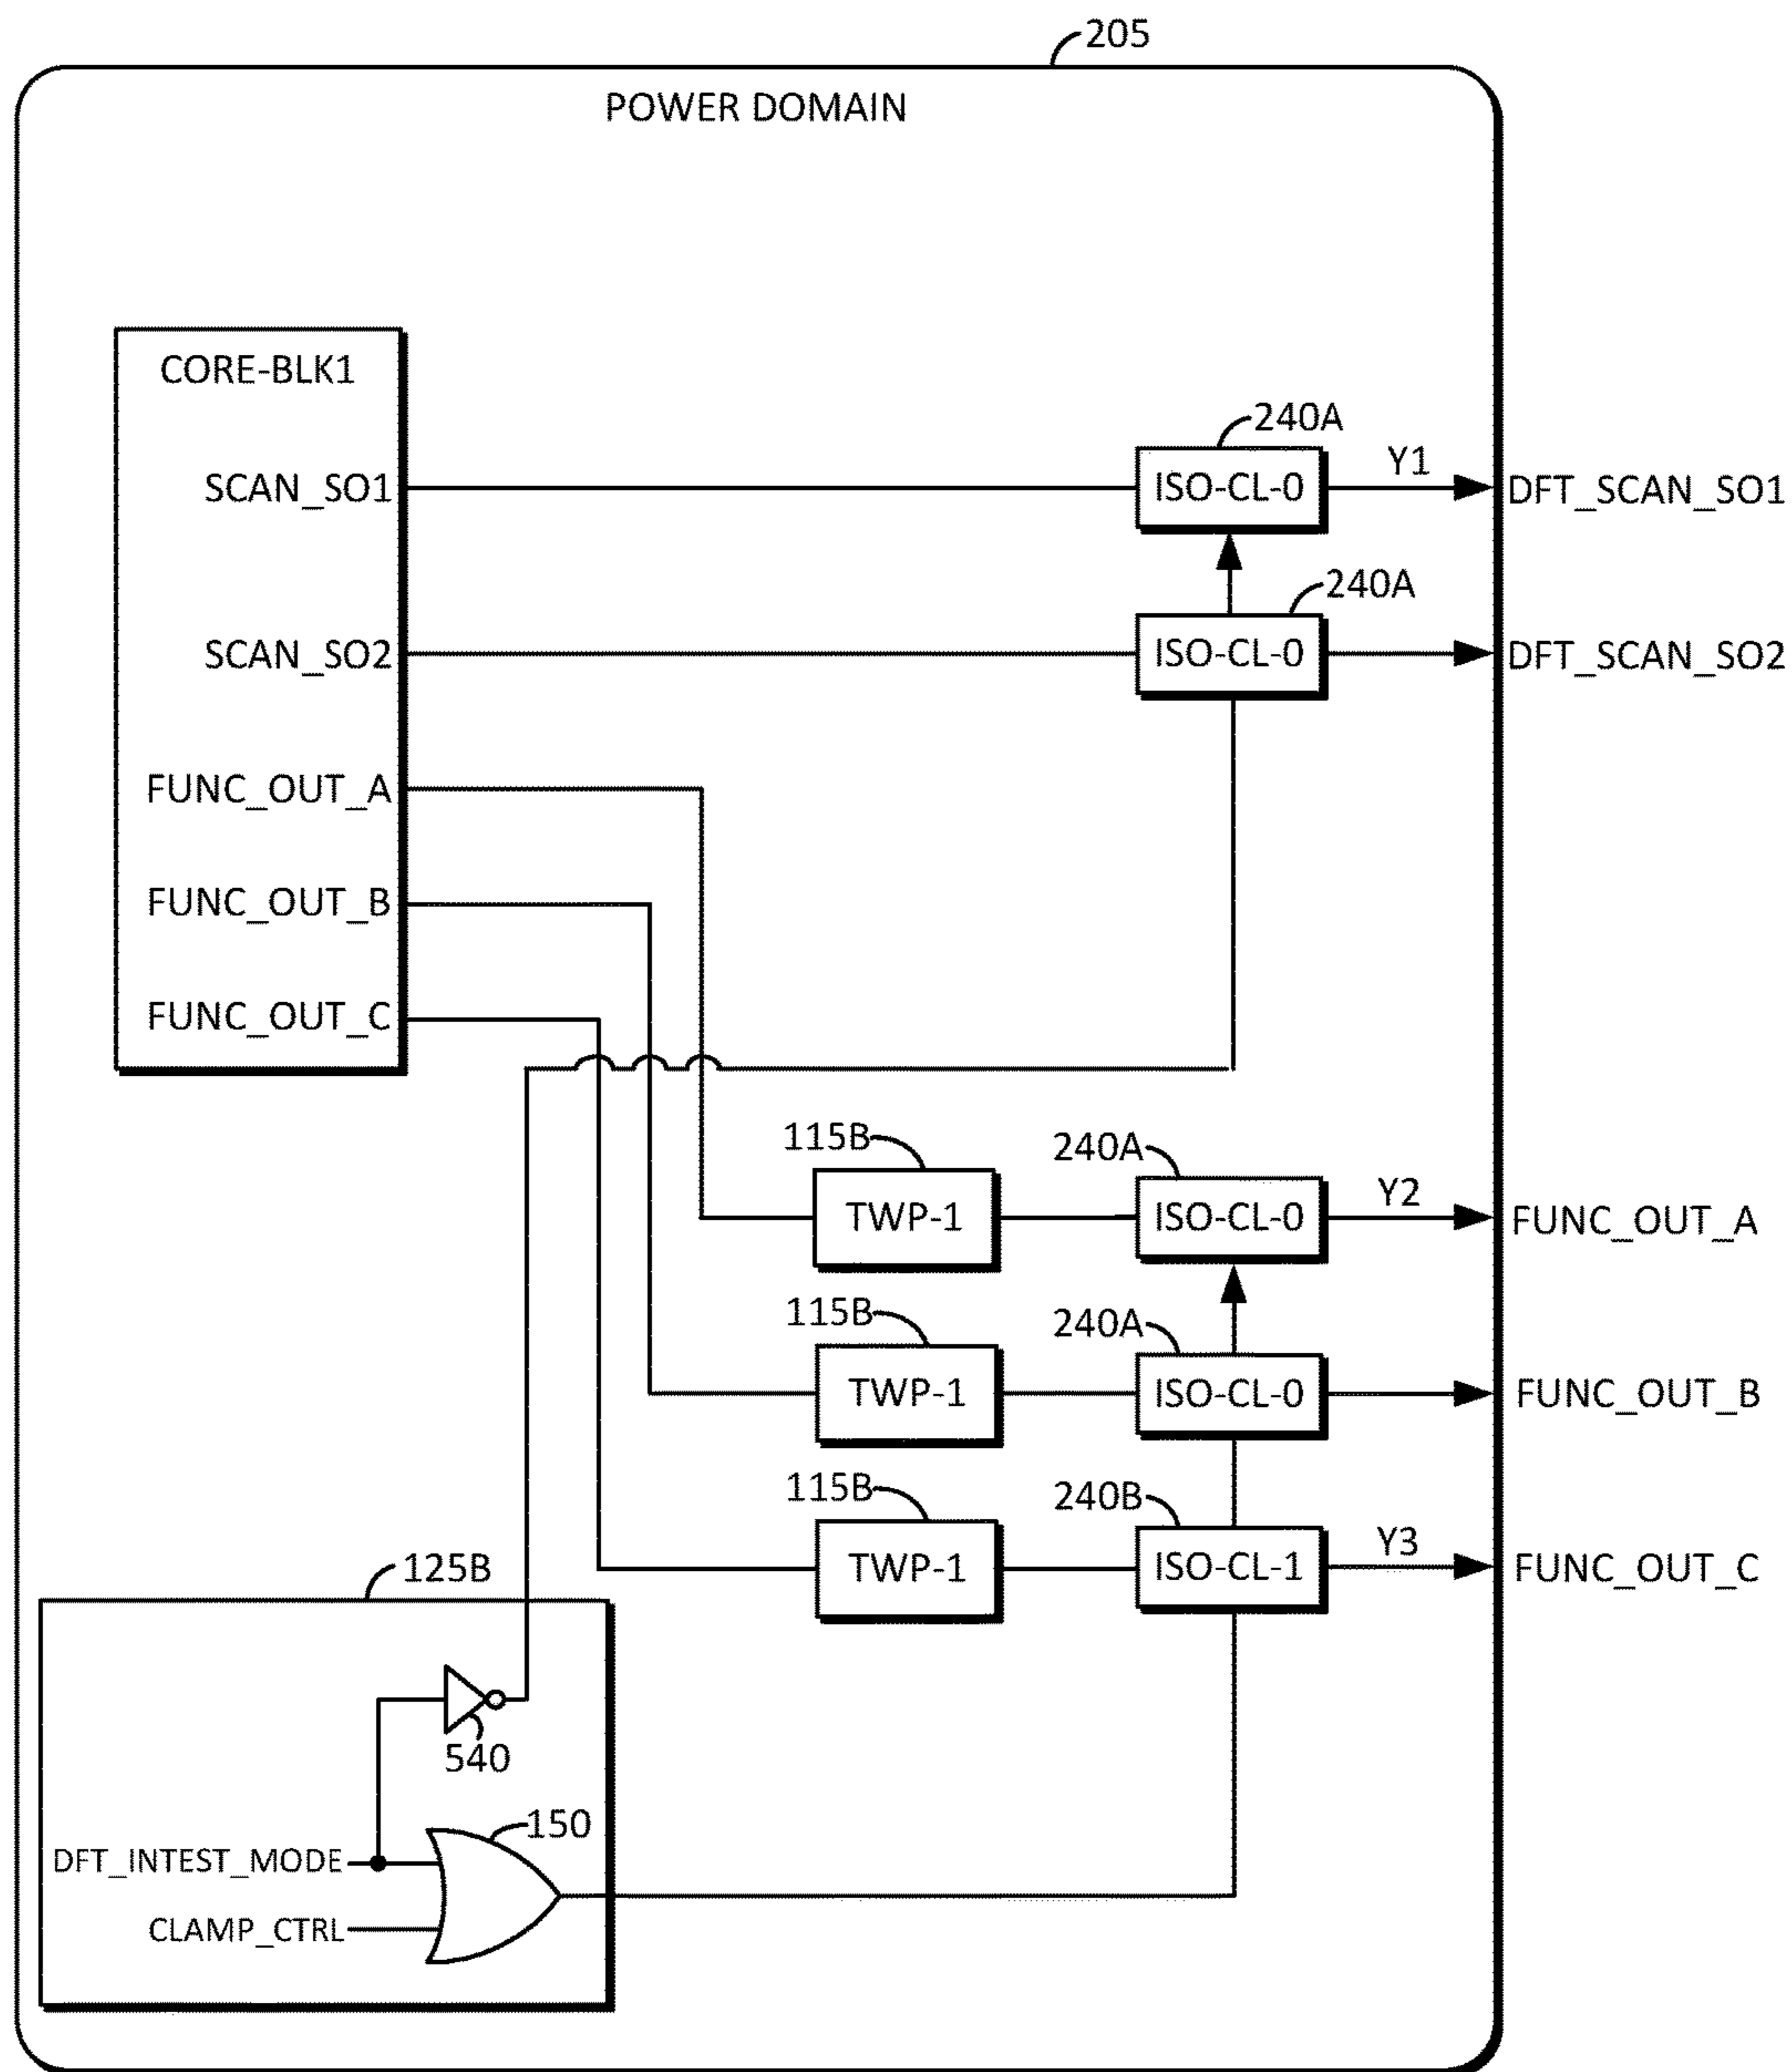 205
POWER DOMAIN
CORE-BLK1
240A
SCAN_SO1
ISO-CL-0
Y1
DFT_SCAN_SO1
240A
SCAN_SO2
ISO-CL-0
DFT_SCAN_SO2
FUNC_OUT_A
FUNC_OUT_B
FUNC_OUT_C
115B
240A
TWP-1
ISO-CL-0
Y2
FUNC_OUT_A
115B
240A
TWP-1
ISO-CL-0
FUNC_OUT_B
115B
240B
TWP-1
ISO-CL-1
Y3
FUNC_OUT_C
125B
540
150
DFT_INTEST_MODE
CLAMP_CTRL